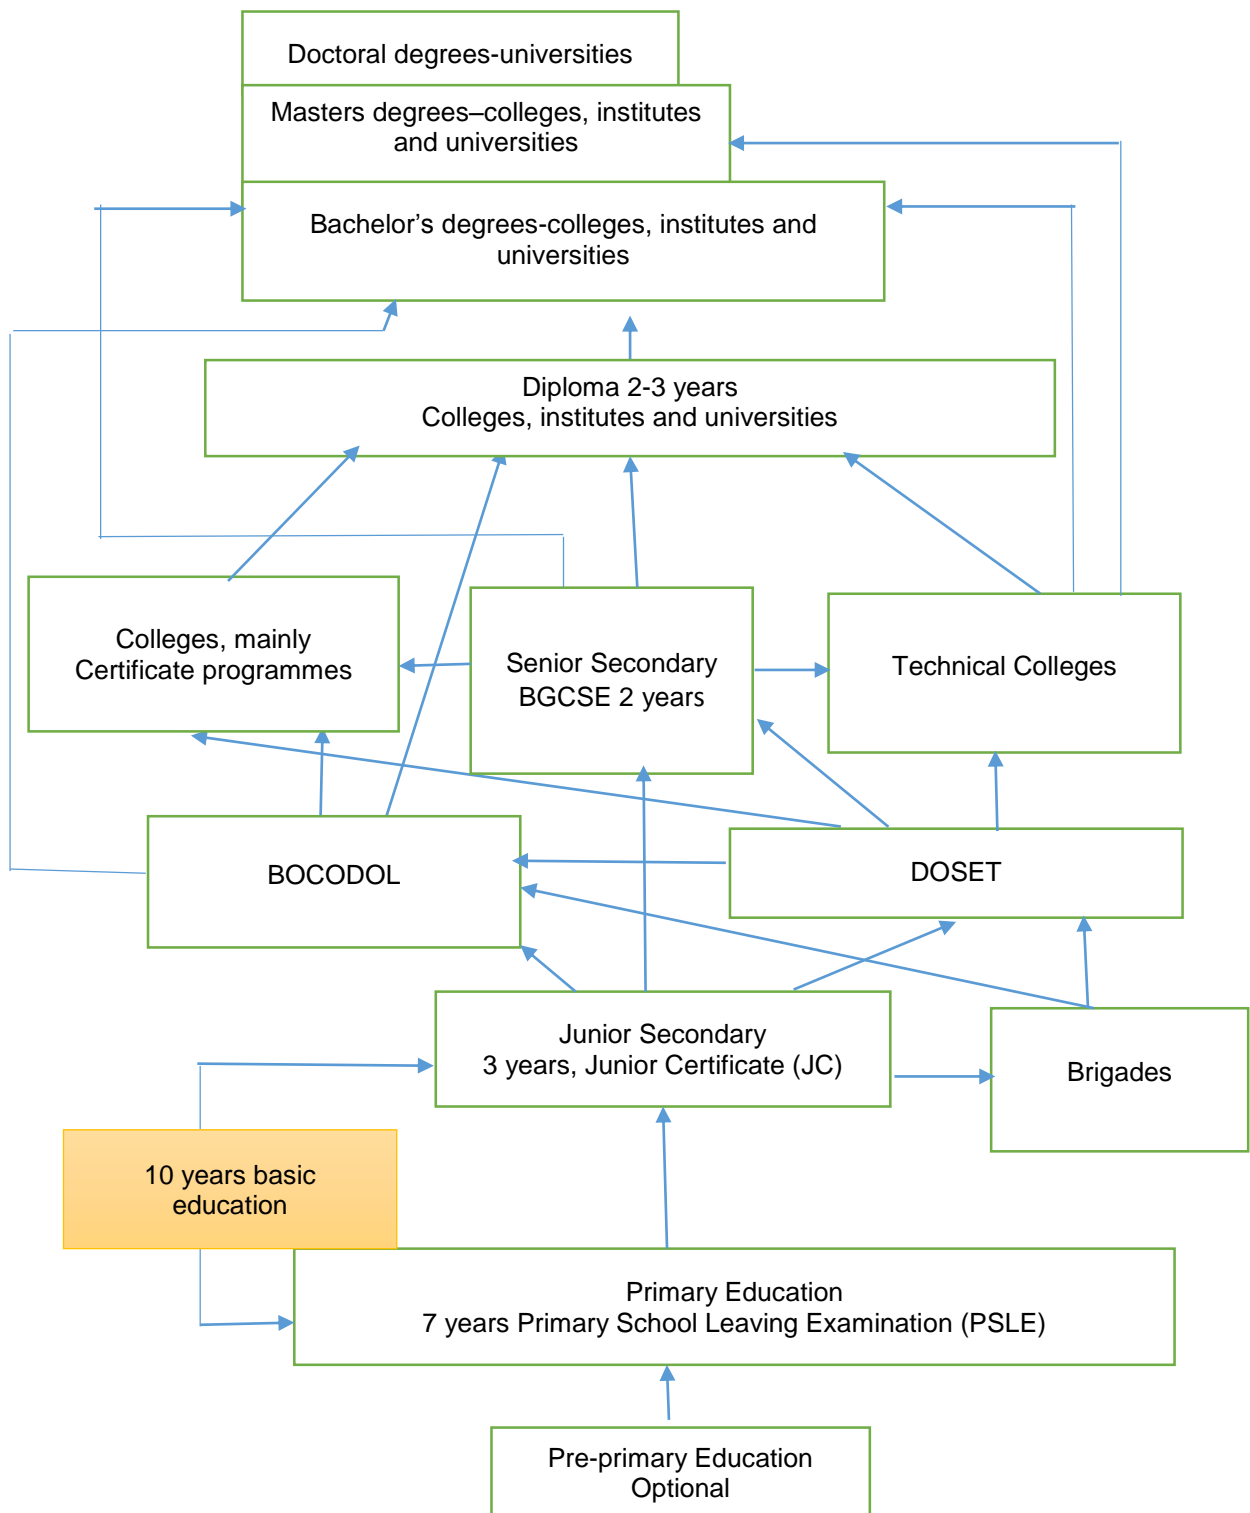 Doctoral degrees-universities
Masters degrees–colleges, institutes
and universities
Bachelor’s degrees-colleges, institutes and
universities
Diploma 2-3 years
Colleges, institutes and universities
Colleges, mainly
Certificate programmes
Senior Secondary
BGCSE 2 years
Technical Colleges
BOCODOL
DOSET
Junior Secondary
3 years, Junior Certificate (JC)
Brigades
10 years basic
education
Primary Education
7 years Primary School Leaving Examination (PSLE)
Pre-primary Education
Optional